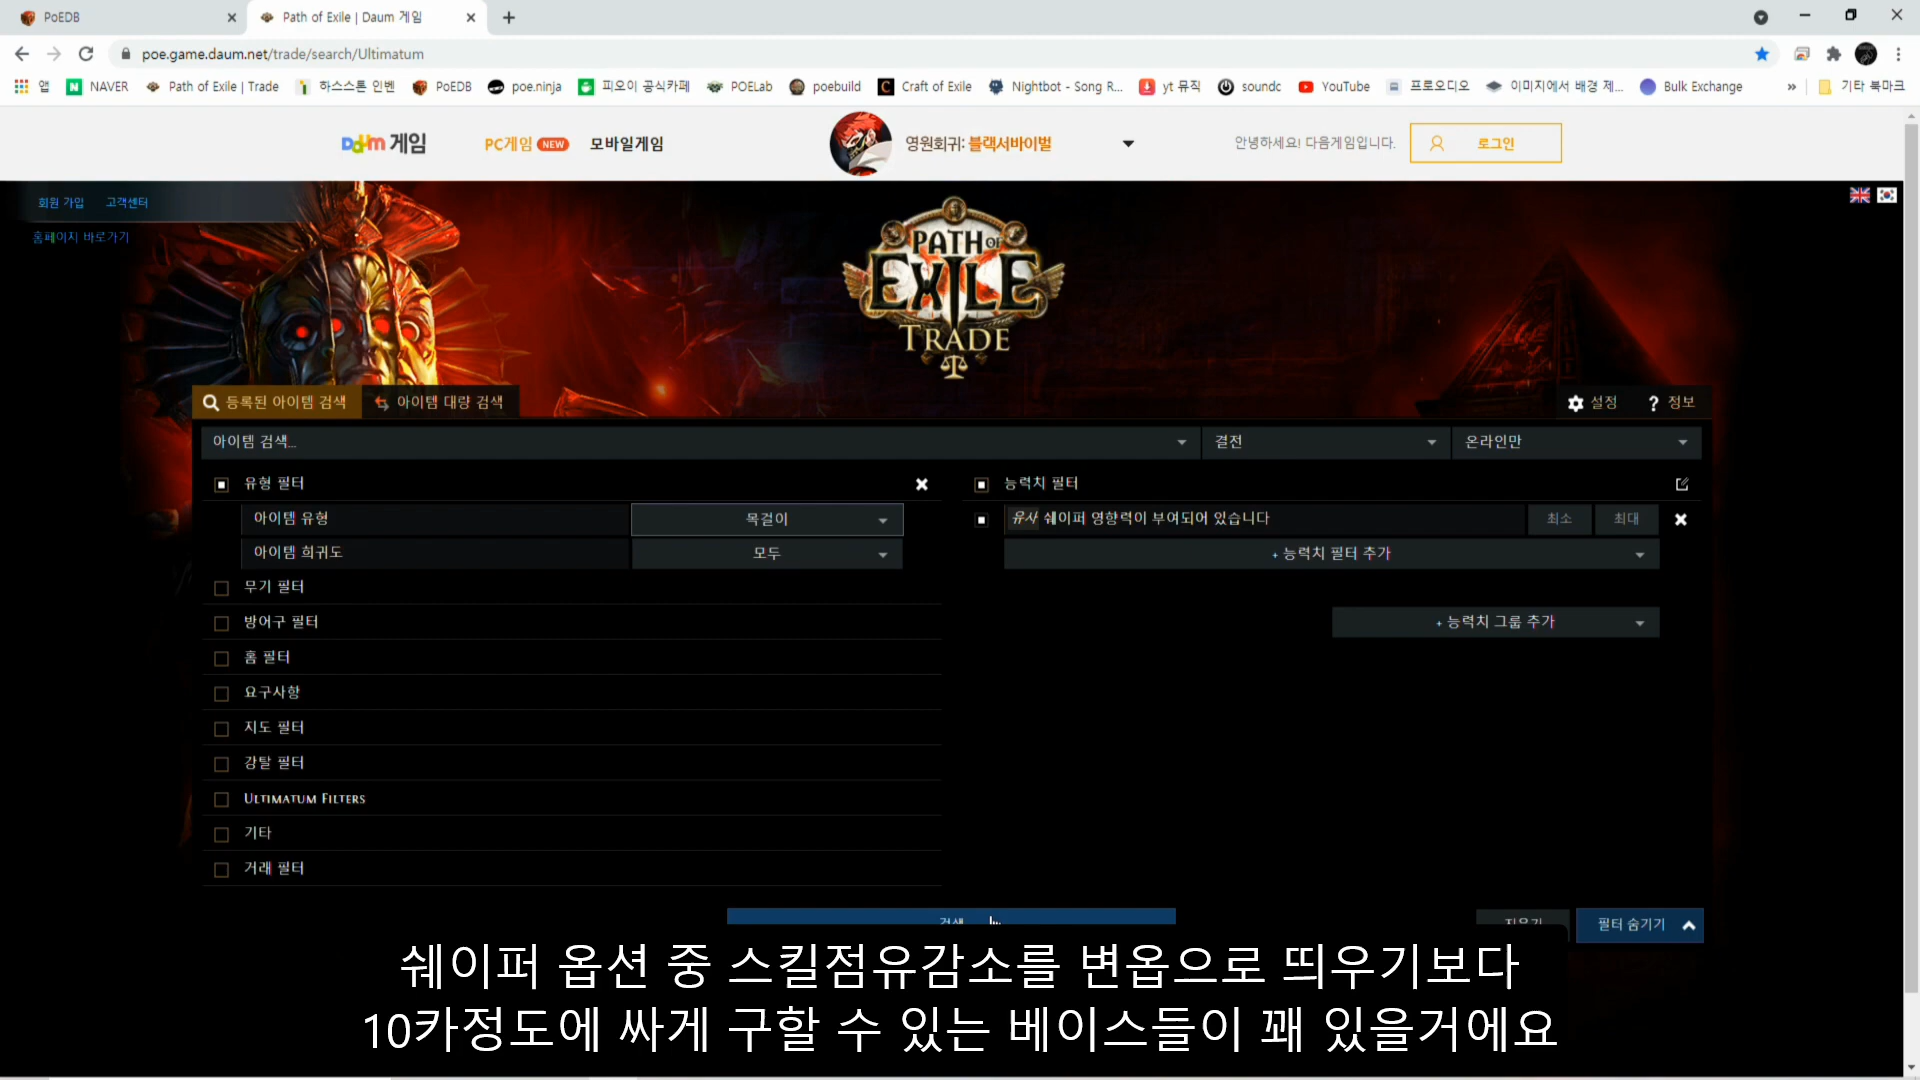 PoEDB
Path of Exile | Daum 게임
poe.game.daum.net/trade/search/Ultimatum
앱
NAVER
Path of Exile | Trade
하스스톤 인벤
PoEDB
poe.ninja
피오이 공식카페
POELab
poebuild
Craft of Exile
Nightbot - Song R...
yt 뮤직
soundc
YouTube
프로오디오
이미지에서 배경 제...
Bulk Exchange
»
기타 북마크
Daum 게임
PC게임 NEW
모바일게임
영원회귀: 블랙서바이벌
안녕하세요! 다음게임입니다.
로그인
회원 가입
고객센터
홈페이지 바로가기
PATH OF
EXILE
TRADE
등록된 아이템 검색
아이템 대량 검색
설정
? 정보
아이템 검색...
결전
온라인만
유형 필터
아이템 유형
목걸이
아이템 희귀도
모두
무기 필터
방어구 필터
홈 필터
요구사항
지도 필터
강탈 필터
ULTIMATUM FILTERS
기타
거래 필터
능력치 필터
유사 쉐이퍼 영향력이 부여되어 있습니다
최소
최대
+ 능력치 필터 추가
+ 능력치 그룹 추가
검색
지우기
필터 숨기기
쉐이퍼 옵션 중 스킬점유감소를 변옵으로 띄우기보다
10카정도에 싸게 구할 수 있는 베이스들이 꽤 있을거에요